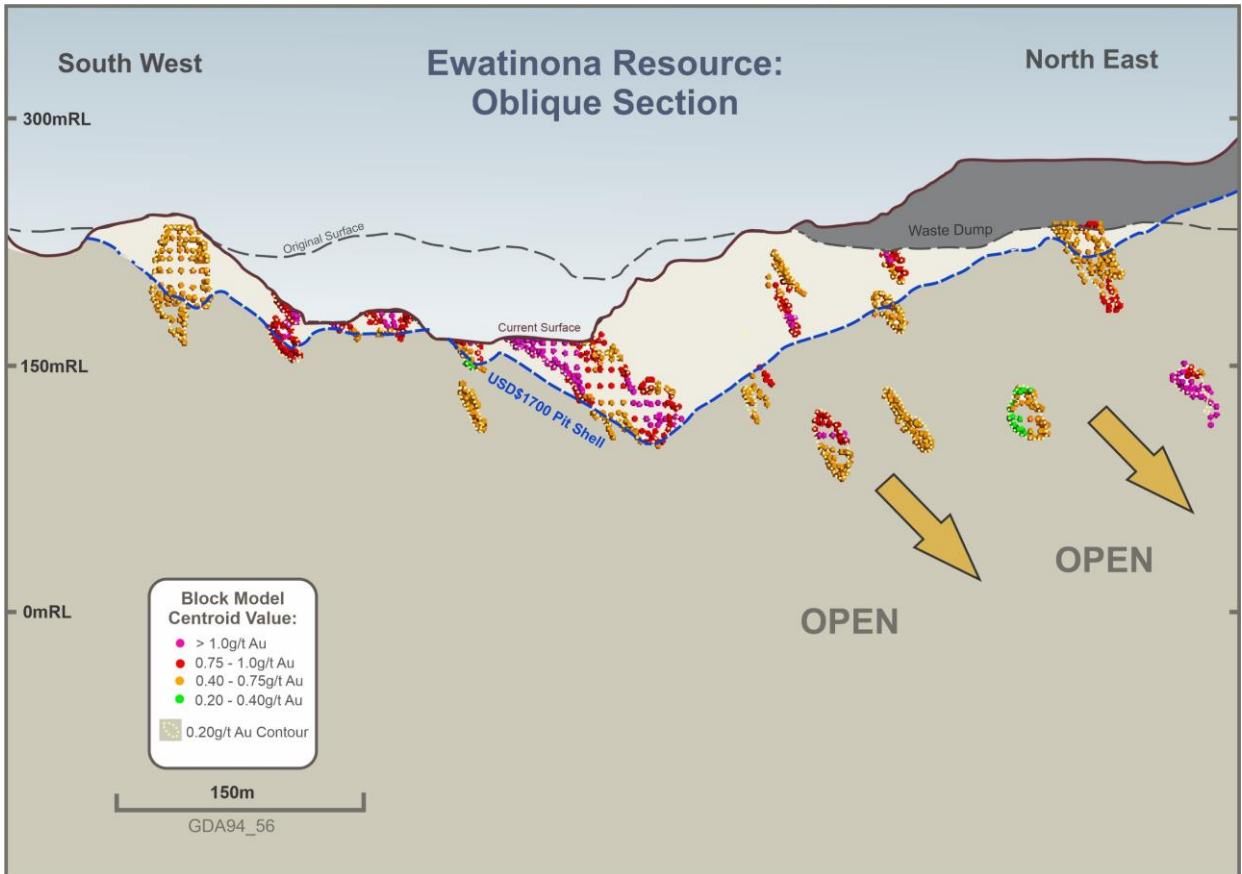 South West
Ewatinona Resource:
Oblique Section
North East
300mRL
Original Surface
Waste Dump
Current Surface
150mRL
USD$1700 Pit Shell
OPEN
OPEN
0mRL
Block Model
Centroid Value:
> 1.0g/t Au
0.75 - 1.0g/t Au
0.40 - 0.75g/t Au
0.20 - 0.40g/t Au
0.20g/t Au Contour
150m
GDA94_56